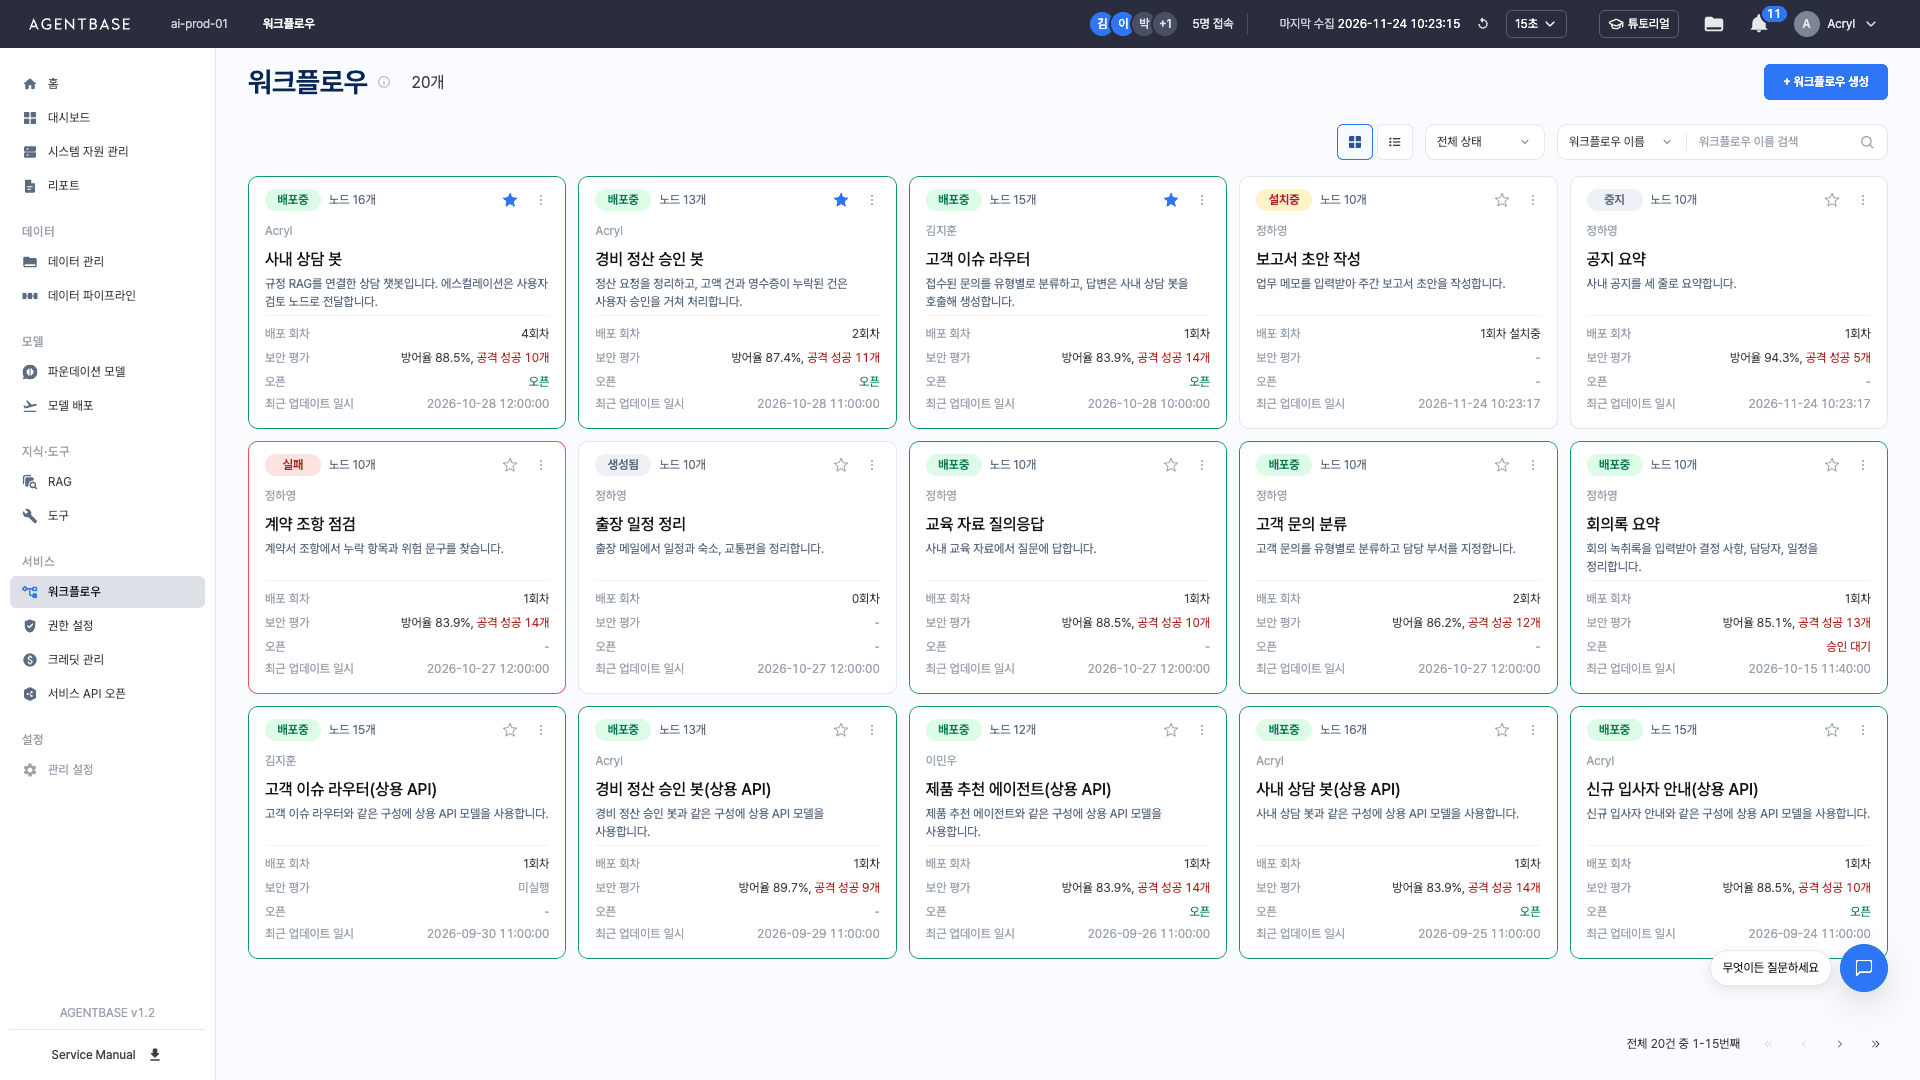 AGENTBASE
ai-prod-01
워크플로우
김 이 박 +1
5명 접속
마지막 수집 2026-11-24 10:23:15
15초
튜토리얼
11
A
Acryl
홈
대시보드
시스템 자원 관리
리포트
데이터
데이터 관리
데이터 파이프라인
모델
파운데이션 모델
모델 배포
지식·도구
RAG
도구
서비스
워크플로우
권한 설정
크레딧 관리
서비스 API 오픈
설정
관리 설정
AGENTBASE v1.2
Service Manual
워크플로우
20개
+ 워크플로우 생성
전체 상태
워크플로우 이름
워크플로우 이름 검색
배포중 노드 16개
Acryl
사내 상담 봇
규정 RAG를 연결한 상담 챗봇입니다. 에스컬레이션은 사용자
검토 노드로 전달합니다.
배포 회차 4회차
보안 평가 방어율 88.5%, 공격 성공 10개
오픈 오픈
최근 업데이트 일시 2026-10-28 12:00:00
배포중 노드 13개
Acryl
경비 정산 승인 봇
정산 요청을 정리하고, 고액 건과 영수증이 누락된 건은
사용자 승인을 거쳐 처리합니다.
배포 회차 2회차
보안 평가 방어율 87.4%, 공격 성공 11개
오픈 오픈
최근 업데이트 일시 2026-10-28 11:00:00
배포중 노드 15개
김지훈
고객 이슈 라우터
접수된 문의를 유형별로 분류하고, 답변은 사내 상담 봇을
호출해 생성합니다.
배포 회차 1회차
보안 평가 방어율 83.9%, 공격 성공 14개
오픈 오픈
최근 업데이트 일시 2026-10-28 10:00:00
설치중 노드 10개
정하영
보고서 초안 작성
업무 메모를 입력받아 주간 보고서 초안을 작성합니다.
배포 회차 1회차 설치중
보안 평가 -
오픈 -
최근 업데이트 일시 2026-11-24 10:23:17
중지 노드 10개
정하영
공지 요약
사내 공지를 세 줄로 요약합니다.
배포 회차 1회차
보안 평가 방어율 94.3%, 공격 성공 5개
오픈 -
최근 업데이트 일시 2026-11-24 10:23:17
실패 노드 10개
정하영
계약 조항 점검
계약서 조항에서 누락 항목과 위험 문구를 찾습니다.
배포 회차 1회차
보안 평가 방어율 83.9%, 공격 성공 14개
오픈 -
최근 업데이트 일시 2026-10-27 12:00:00
생성됨 노드 10개
정하영
출장 일정 정리
출장 메일에서 일정과 숙소, 교통편을 정리합니다.
배포 회차 0회차
보안 평가 -
오픈 -
최근 업데이트 일시 2026-10-27 12:00:00
배포중 노드 10개
정하영
교육 자료 질의응답
사내 교육 자료에서 질문에 답합니다.
배포 회차 1회차
보안 평가 방어율 88.5%, 공격 성공 10개
오픈 -
최근 업데이트 일시 2026-10-27 12:00:00
배포중 노드 10개
정하영
고객 문의 분류
고객 문의를 유형별로 분류하고 담당 부서를 지정합니다.
배포 회차 2회차
보안 평가 방어율 86.2%, 공격 성공 12개
오픈 -
최근 업데이트 일시 2026-10-27 12:00:00
배포중 노드 10개
정하영
회의록 요약
회의 녹취록을 입력받아 결정 사항, 담당자, 일정을
정리합니다.
배포 회차 1회차
보안 평가 방어율 85.1%, 공격 성공 13개
오픈 승인 대기
최근 업데이트 일시 2026-10-15 11:40:00
배포중 노드 15개
김지훈
고객 이슈 라우터(상용 API)
고객 이슈 라우터와 같은 구성에 상용 API 모델을 사용합니다.
배포 회차 1회차
보안 평가 미실행
오픈 -
최근 업데이트 일시 2026-09-30 11:00:00
배포중 노드 13개
Acryl
경비 정산 승인 봇(상용 API)
경비 정산 승인 봇과 같은 구성에 상용 API 모델을
사용합니다.
배포 회차 1회차
보안 평가 방어율 89.7%, 공격 성공 9개
오픈 -
최근 업데이트 일시 2026-09-29 11:00:00
배포중 노드 12개
이민우
제품 추천 에이전트(상용 API)
제품 추천 에이전트와 같은 구성에 상용 API 모델을
사용합니다.
배포 회차 1회차
보안 평가 방어율 83.9%, 공격 성공 14개
오픈 오픈
최근 업데이트 일시 2026-09-26 11:00:00
배포중 노드 16개
Acryl
사내 상담 봇(상용 API)
사내 상담 봇과 같은 구성에 상용 API 모델을 사용합니다.
배포 회차 1회차
보안 평가 방어율 83.9%, 공격 성공 14개
오픈 오픈
최근 업데이트 일시 2026-09-25 11:00:00
배포중 노드 15개
Acryl
신규 입사자 안내(상용 API)
신규 입사자 안내와 같은 구성에 상용 API 모델을 사용합니다.
배포 회차 1회차
보안 평가 방어율 88.5%, 공격 성공 10개
오픈 오픈
최근 업데이트 일시 2026-09-24 11:00:00
무엇이든 질문하세요
전체 20건 중 1-15번째